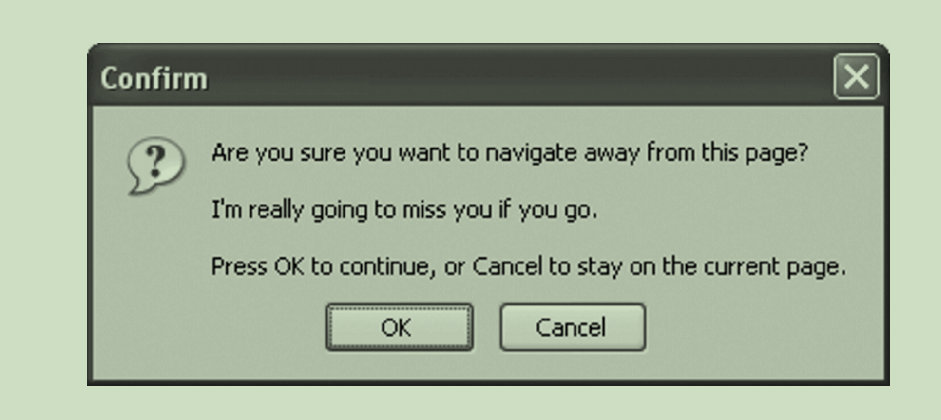 Confirm
Are you sure you want to navigate away from this page?
I'm really going to miss you if you go.
Press OK to continue, or Cancel to stay on the current page.
OK Cancel